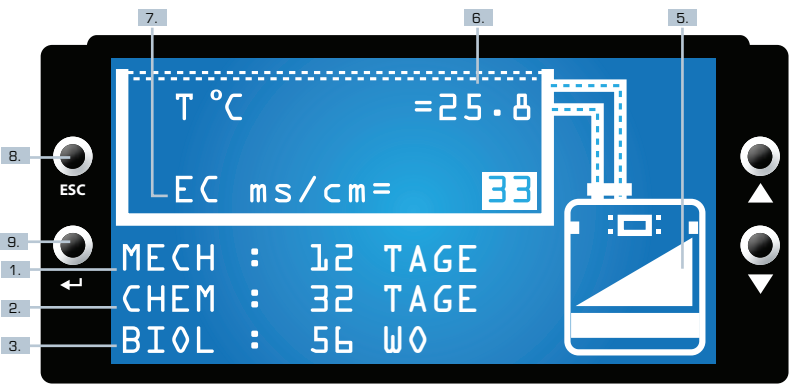 7. 6. 5.
T °C =25.8
8.
ESC
EC ms/cm= 33
9.
1. MECH : 12 TAGE
2. CHEM : 32 TAGE
3. BIOL : 56 WO